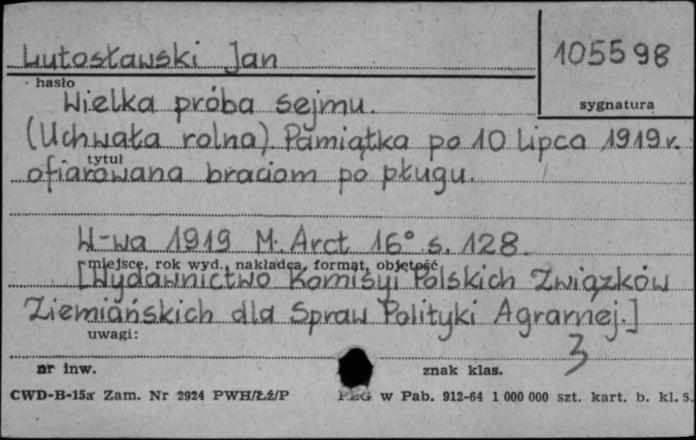 Lutosławski Jan
105598
hasło
sygnatura
Wielka próba sejmu.
(Uchwała rolna). Pamiątka po 10 Lipca 1919 r.
tytuł
ofiarowana braciom po pługu.
W-wa 1919 M. Arct 16° s. 128.
miejsce, rok wyd., nakładca, format, objętość
[Wydawnictwo Komisyi Polskich Związków
Ziemiańskich dla Spraw Polityki Agrarnej.]
uwagi:
3
nr inw.
znak klas.
CWD-B-15a Zam. Nr 2924 PWH/Łź/P
PZG w Pab. 912-64 1 000 000 szt. kart. b. kl. 5.